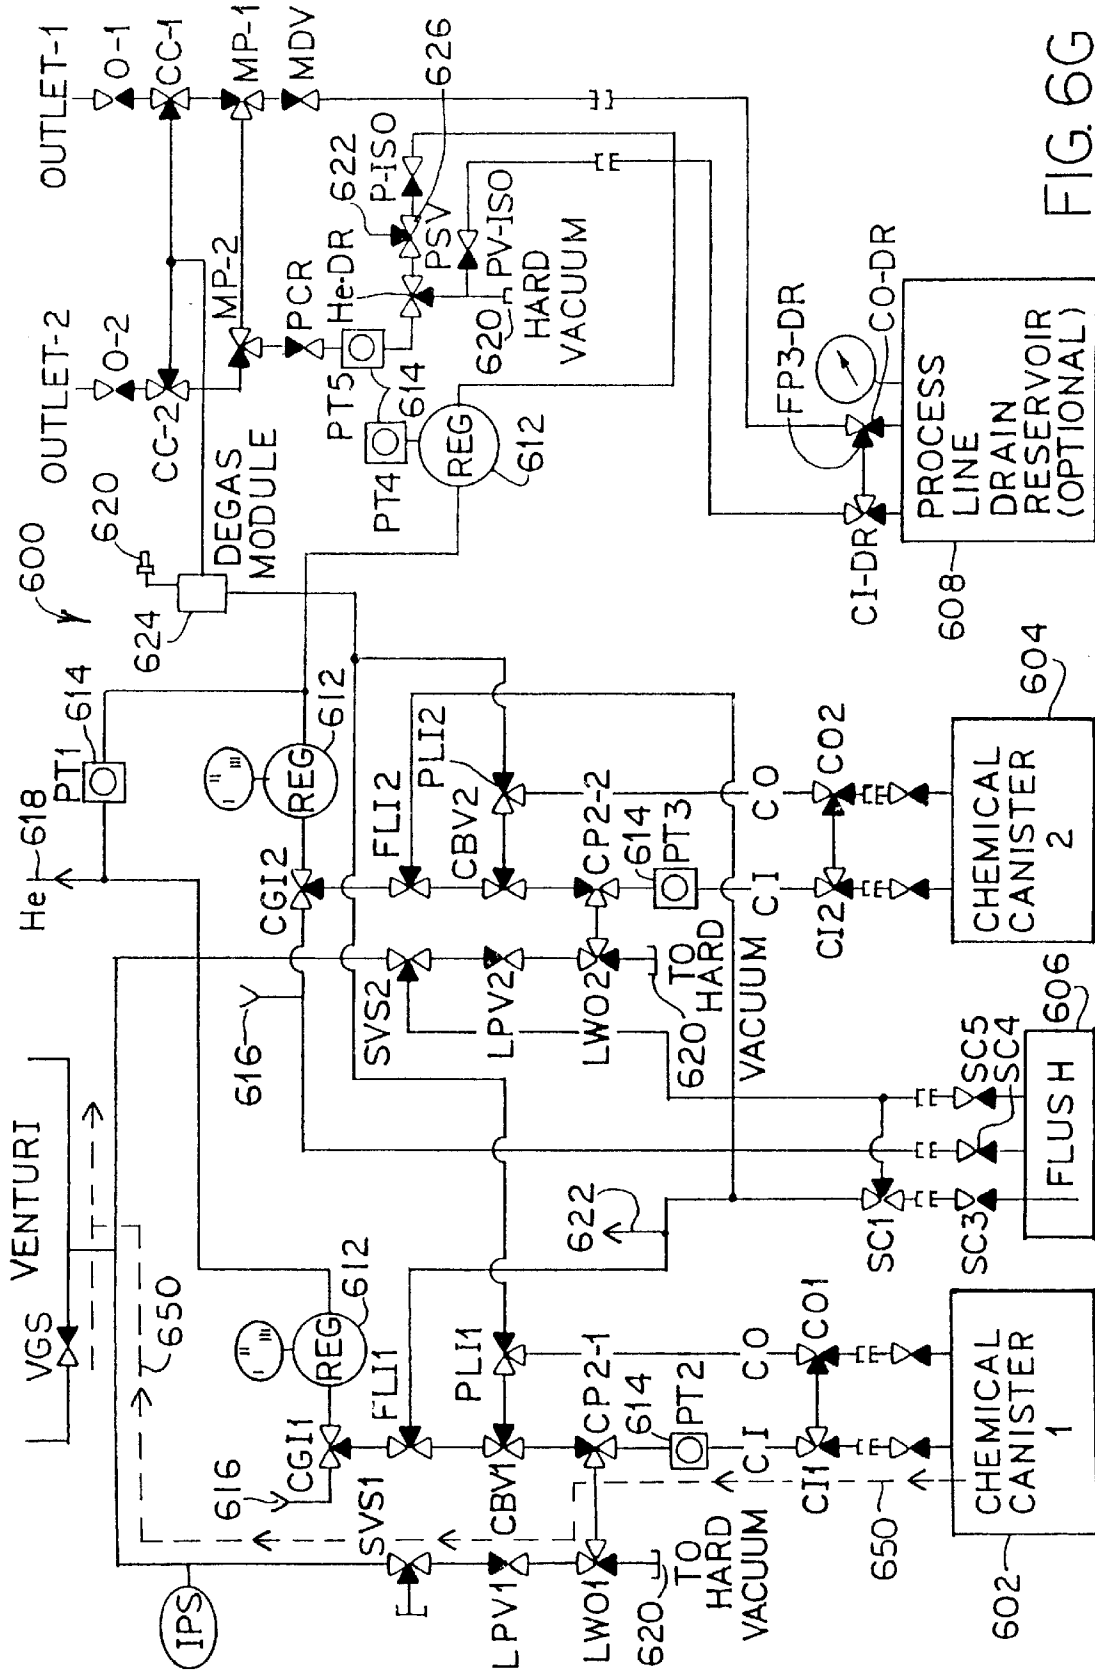 VENTURI
VGS
650
IPS
616
CGI1
REG
612
SVS1
FLI1
LPV1
CBV1
PLI1
LWO1
CP2-1
620
TO
HARD
VACUUM
614
PT2
CI
CO
CI1
CO1
650
602
CHEMICAL
CANISTER
1
622
616
SC1
SC3
SC4
SC5
606
FLUSH
He
618
PT1
614
CGI2
REG
612
SVS2
FLI2
LPV2
CBV2
PLI2
LWO2
CP2-2
620
TO
HARD
VACUUM
614
PT3
CI
CO
CI2
CO2
604
CHEMICAL
CANISTER
2
600
620
624
DEGAS
MODULE
OUTLET-2
O-2
CC-2
MP-2
OUTLET-1
O-1
CC-1
MP-1
MDV
PCR
PT5
614
PT4
REG
612
He-DR
622
P-ISO
626
PSV
PV-ISO
620
HARD
VACUUM
FP3-DR
CO-DR
CI-DR
608
PROCESS
LINE
DRAIN
RESERVOIR
(OPTIONAL)
FIG. 6G